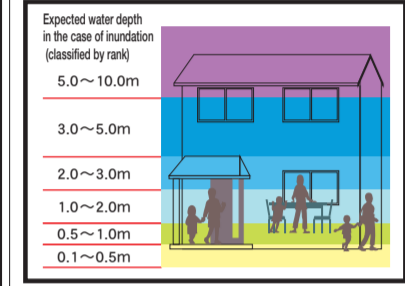 Expected water depth
in the case of inundation
(classified by rank)
5.0～10.0m
3.0～5.0m
2.0～3.0m
1.0～2.0m
0.5～1.0m
0.1～0.5m